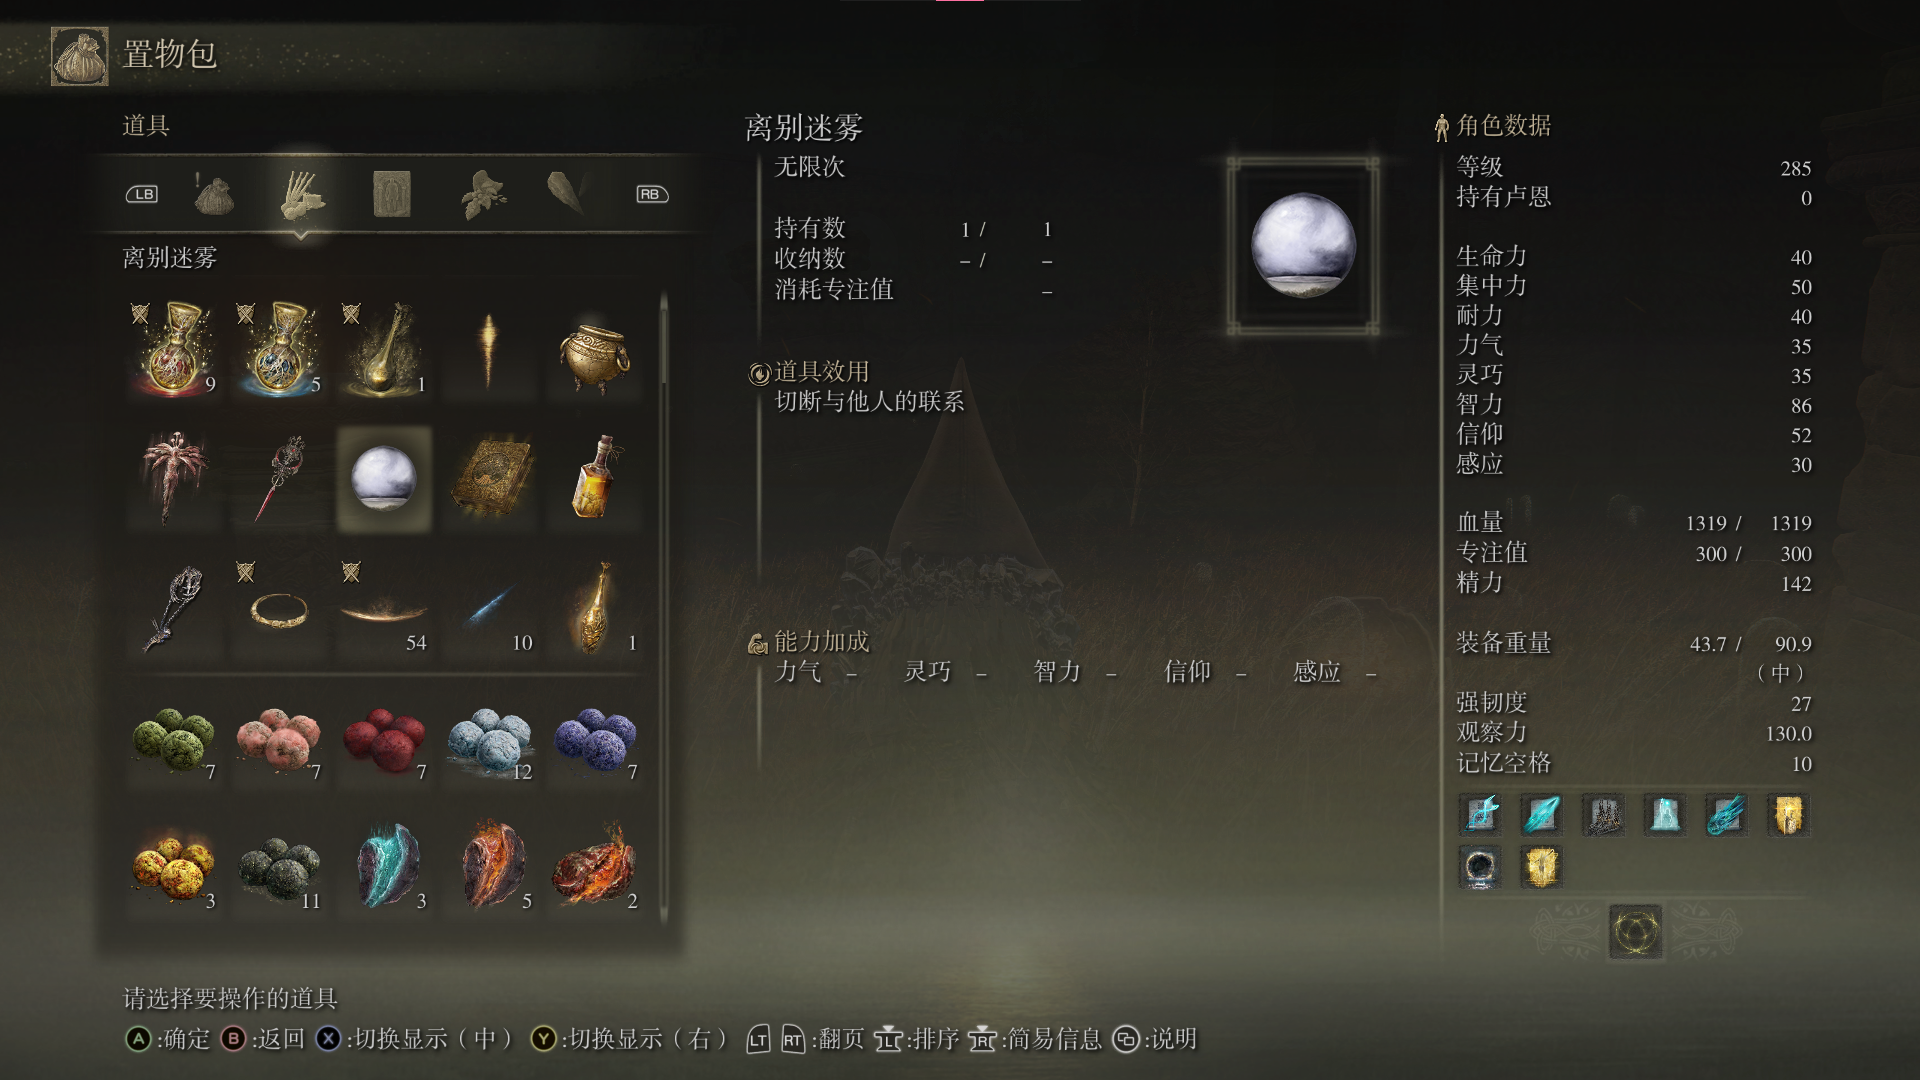 置物包
道具
LB
RB
离别迷雾
9
5
1
54
10
1
7
7
7
12
7
3
11
3
5
2
离别迷雾
无限次
持有数 1 / 1
收纳数 – / –
消耗专注值 –
道具效用
切断与他人的联系
能力加成
力气 – 灵巧 – 智力 – 信仰 – 感应 –
角色数据
等级 285
持有卢恩 0
生命力 40
集中力 50
耐力 40
力气 35
灵巧 35
智力 86
信仰 52
感应 30
血量 1319 / 1319
专注值 300 / 300
精力 142
装备重量 43.7 / 90.9
（中）
强韧度 27
观察力 130.0
记忆空格 10
请选择要操作的道具
A :确定 B :返回 X :切换显示（中） Y :切换显示（右） LT RT :翻页 L :排序 R :简易信息 :说明